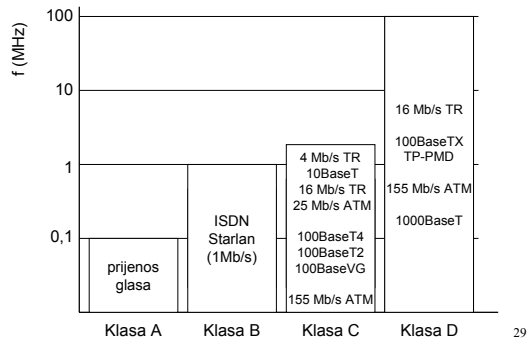 f (MHz)
100
10
1
0,1
prijenos
glasa
ISDN
Starlan
(1Mb/s)
4 Mb/s TR
10BaseT
16 Mb/s TR
25 Mb/s ATM
100BaseT4
100BaseT2
100BaseVG
155 Mb/s ATM
16 Mb/s TR
100BaseTX
TP-PMD
155 Mb/s ATM
1000BaseT
Klasa A
Klasa B
Klasa C
Klasa D
29